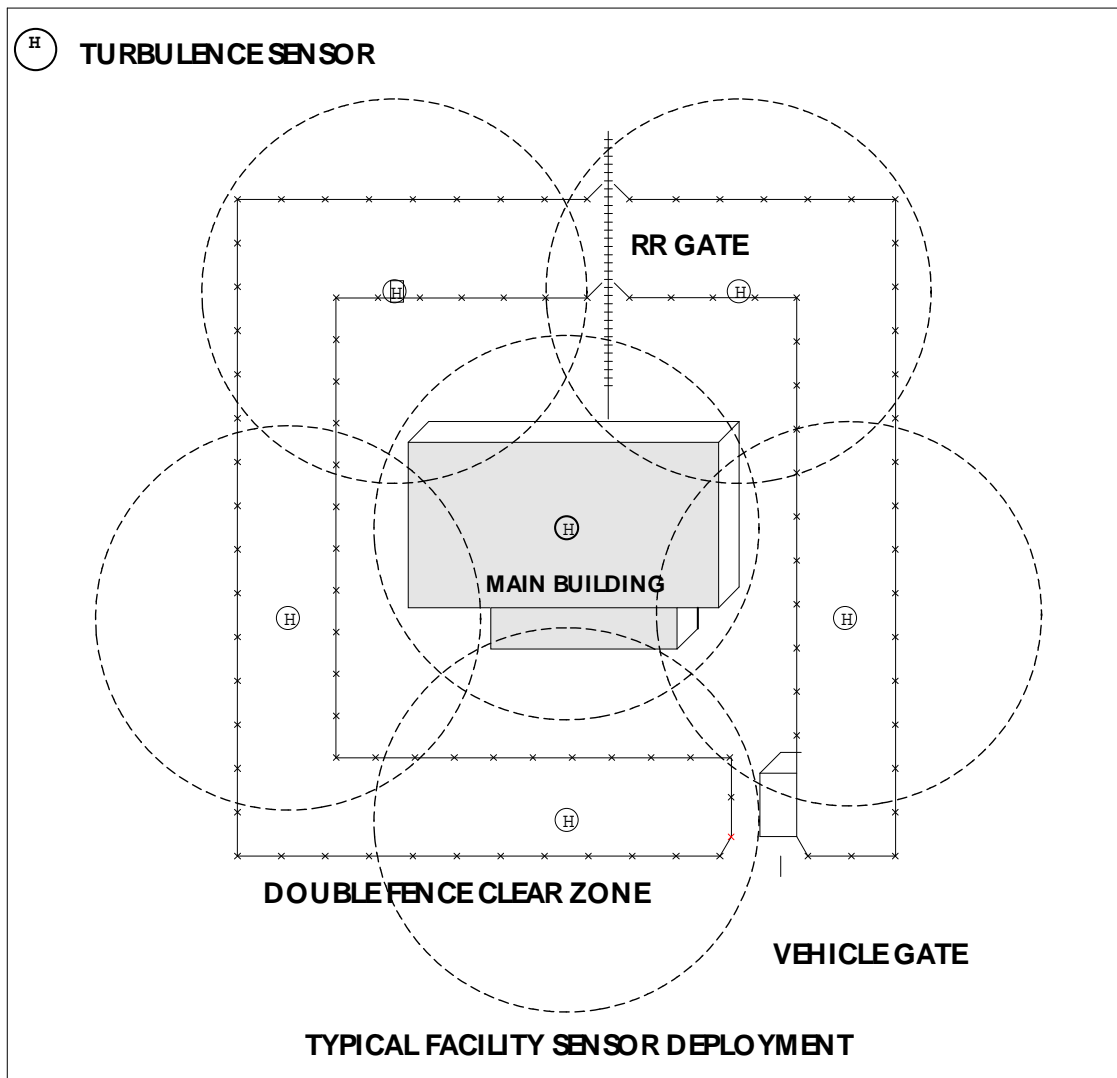 H
TURBULENCE SENSOR
RR GATE
H
H
H
MAIN BUILDING
H
H
H
DOUBLE FENCE CLEAR ZONE
VEHICLE GATE
TYPICAL FACILITY SENSOR DEPLOYMENT